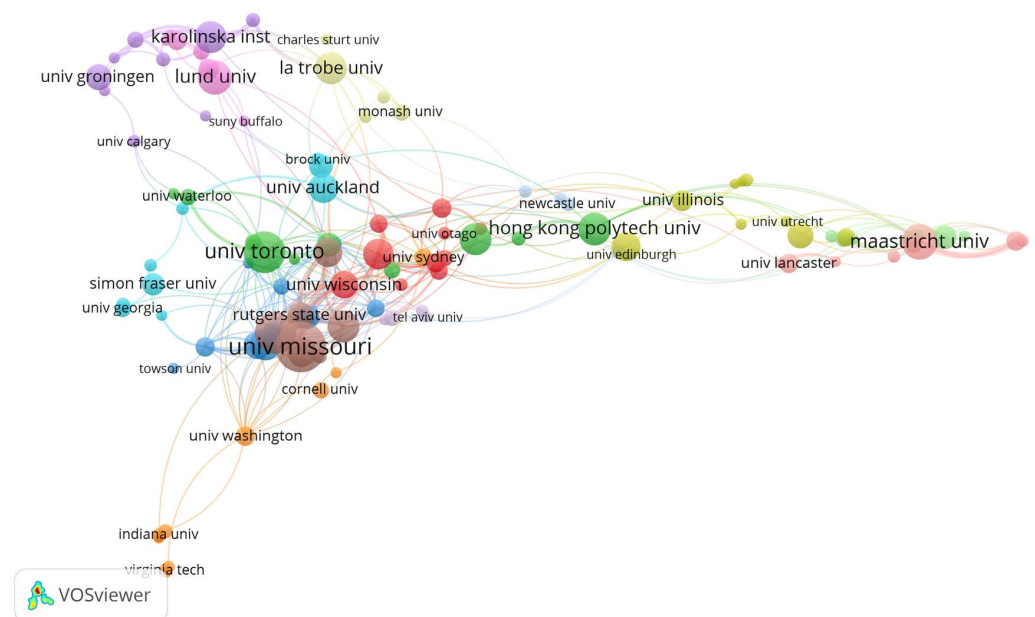 karolinska inst
charles sturt univ
univ groningen
lund univ
la trobe univ
monash univ
suny buffalo
univ calgary
brock univ
univ auckland
univ waterloo
newcastle univ
univ illinois
univ otago
hong kong polytech univ
univ utrecht
maastricht univ
univ toronto
univ sydney
univ edinburgh
univ lancaster
simon fraser univ
univ wisconsin
univ georgia
rutgers state univ
tel aviv univ
univ missouri
towson univ
cornell univ
univ washington
indiana univ
virginia tech
VOSviewer